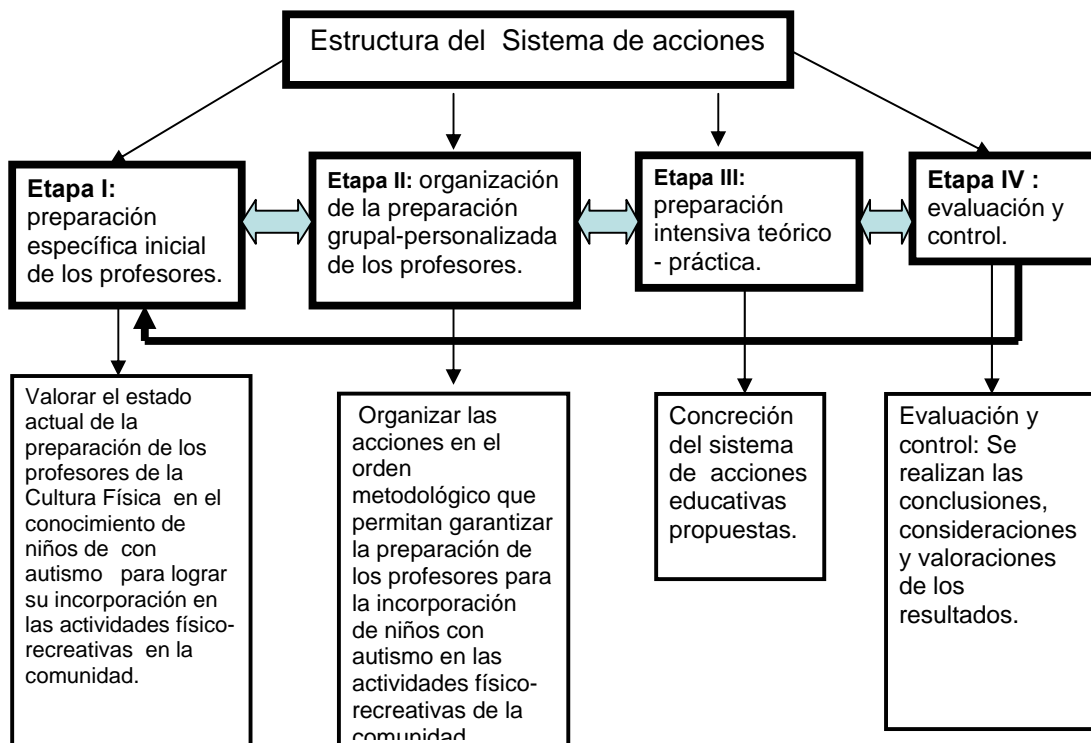 Estructura del Sistema de acciones
Etapa I:
preparación
específica inicial
de los profesores.
Etapa II: organización
de la preparación
grupal-personalizada
de los profesores.
Etapa III:
preparación
intensiva teórico
- práctica.
Etapa IV :
evaluación y
control.
Valorar el estado
actual de la
preparación de los
profesores de la
Cultura Física en el
conocimiento de
niños de con
autismo para lograr
su incorporación en
las actividades físico-
recreativas en la
comunidad.
Organizar las
acciones en el
orden
metodológico que
permitan garantizar
la preparación de
los profesores para
la incorporación
de niños con
autismo en las
actividades físico-
recreativas de la
comunidad
Concreción
del sistema
de acciones
educativas
propuestas.
Evaluación y
control: Se
realizan las
conclusiones,
consideraciones
y valoraciones
de los
resultados.